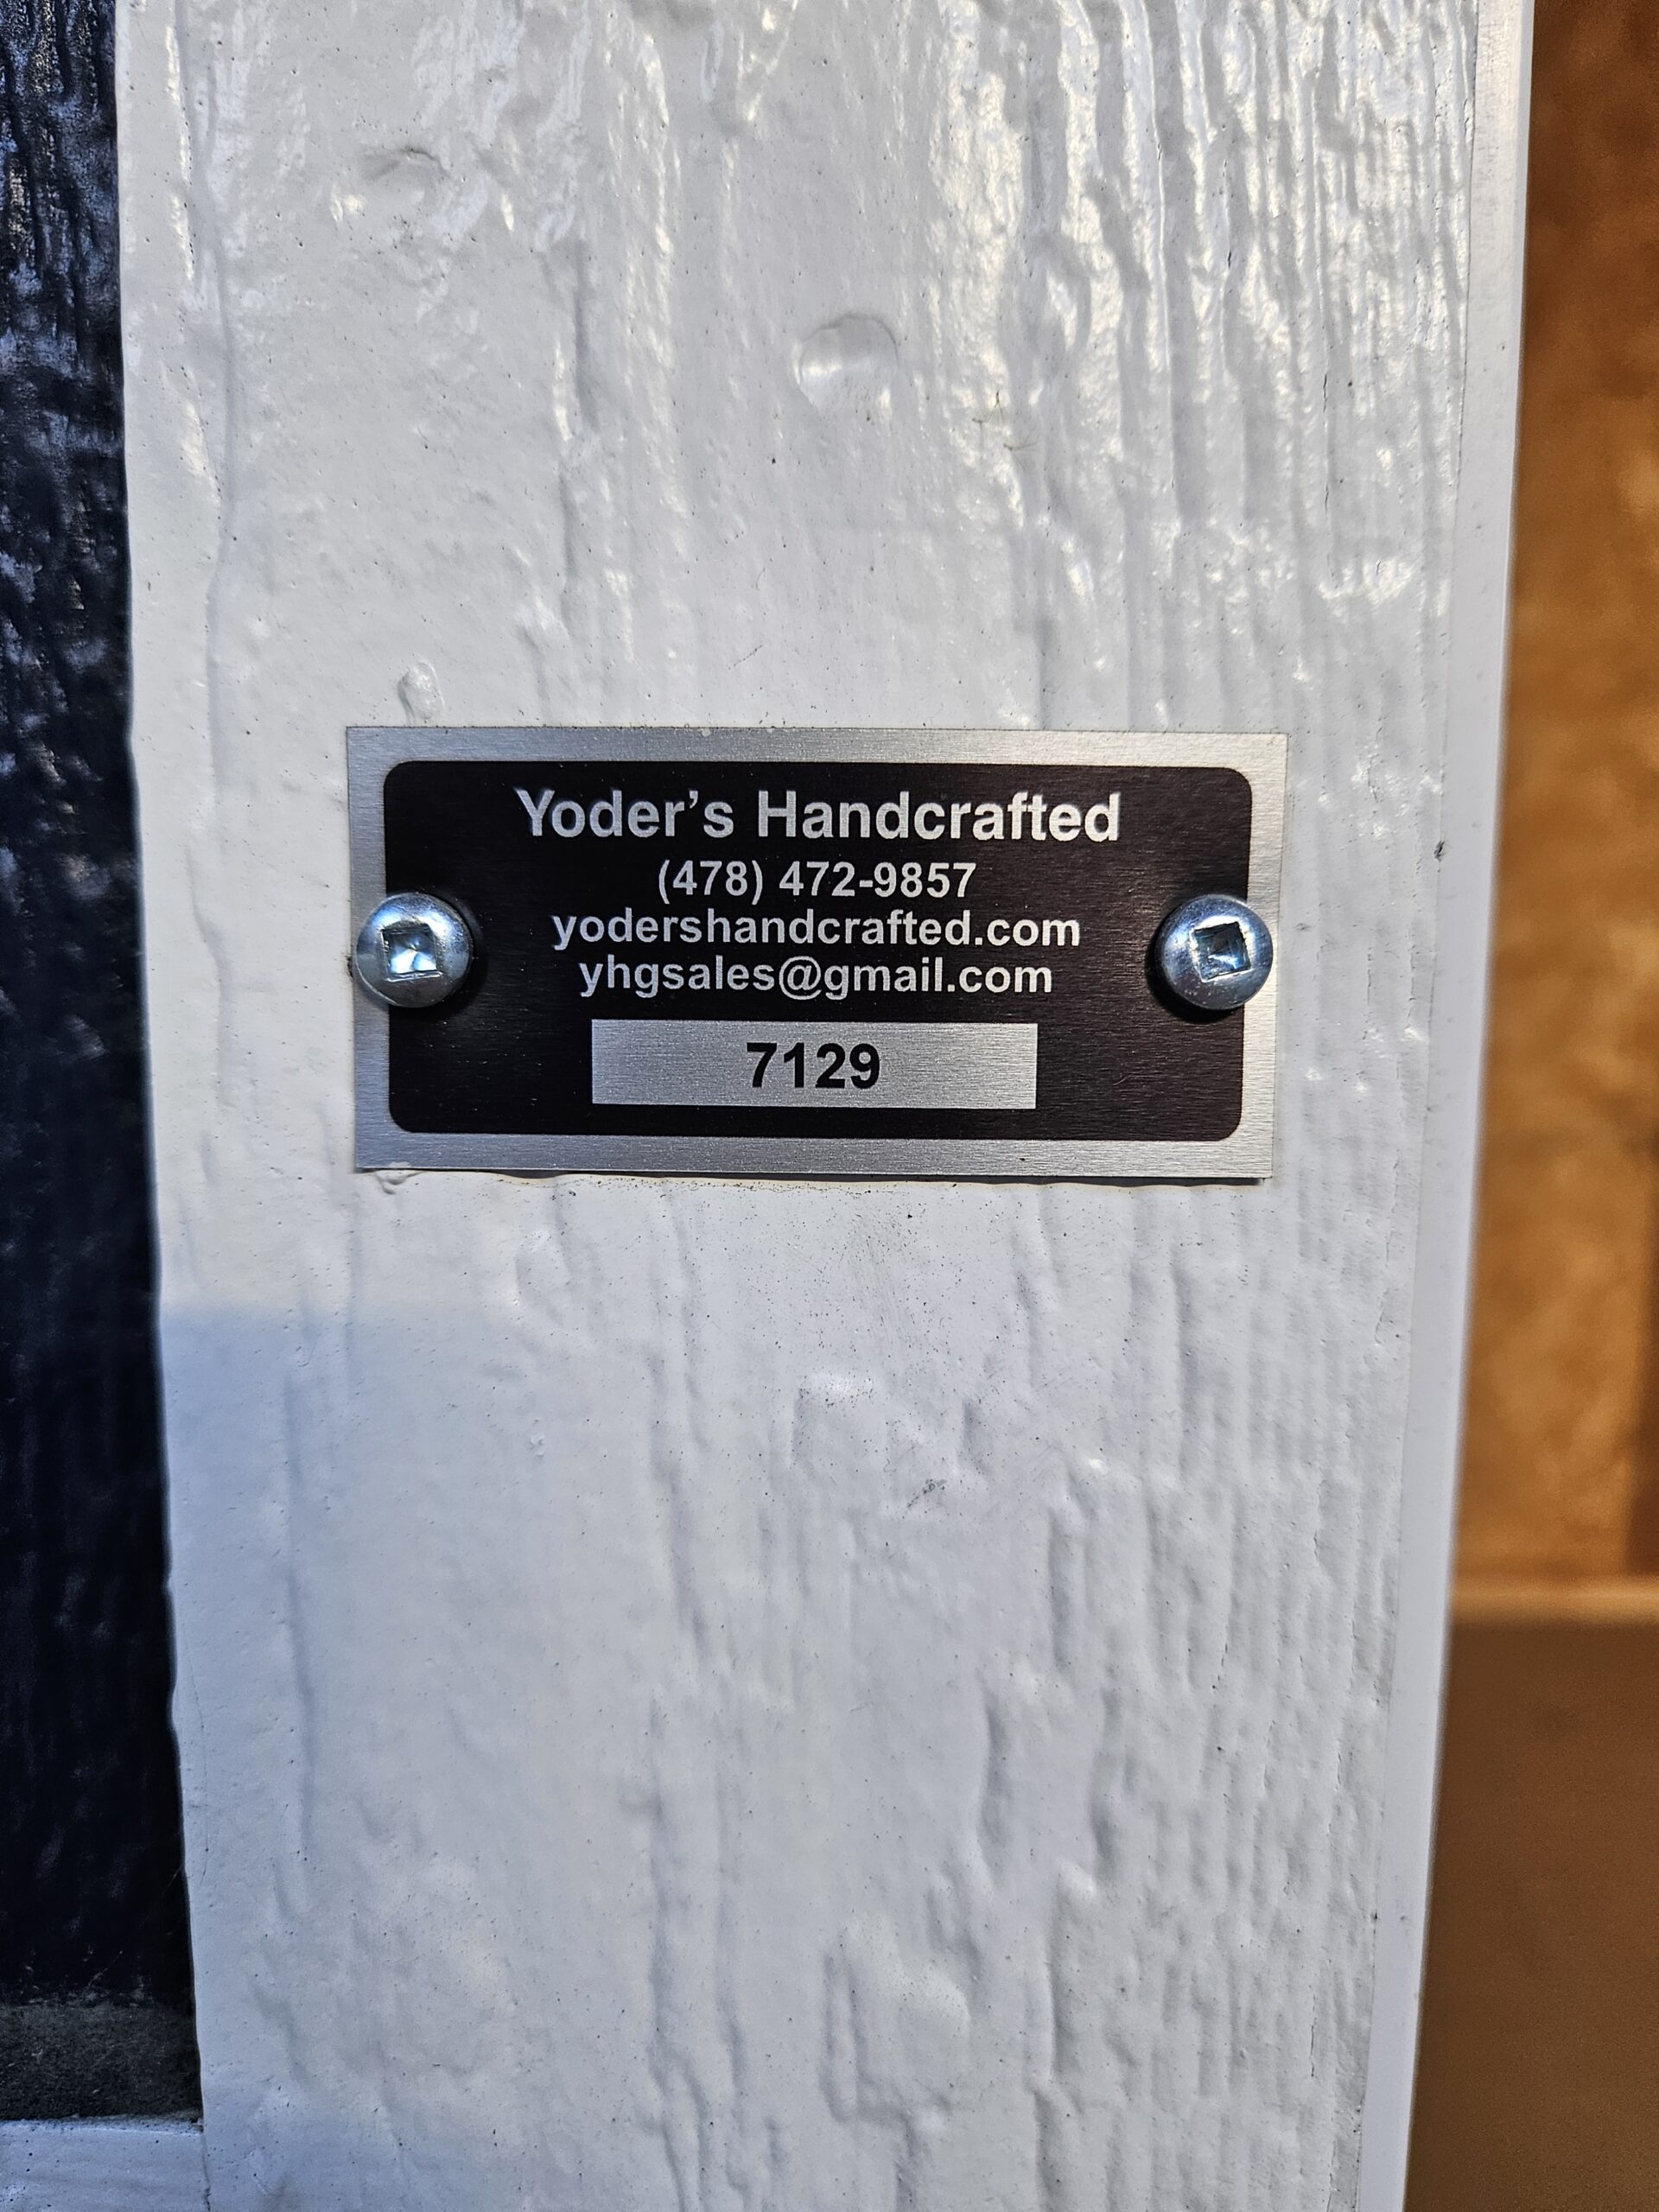 Yoder’s Handcrafted
(478) 472-9857
yodershandcrafted.com
yhgsales@gmail.com
7129